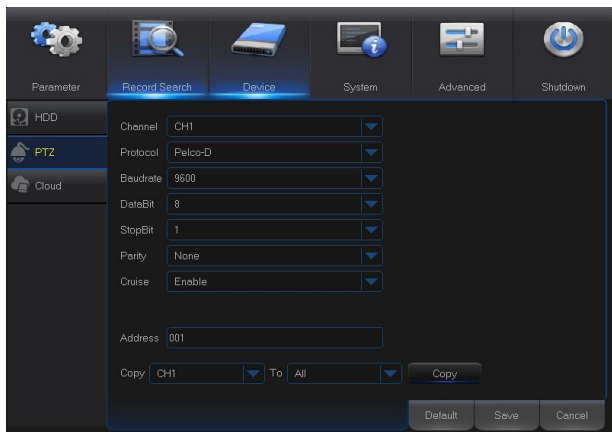 Parameter Record Search Device System Advanced Shutdown
HDD
PTZ
Cloud
Channel CH1
Protocol Pelco-D
Baudrate 9600
DataBit 8
StopBit 1
Parity None
Cruise Enable
Address 001
Copy CH1 To All Copy
Default Save Cancel